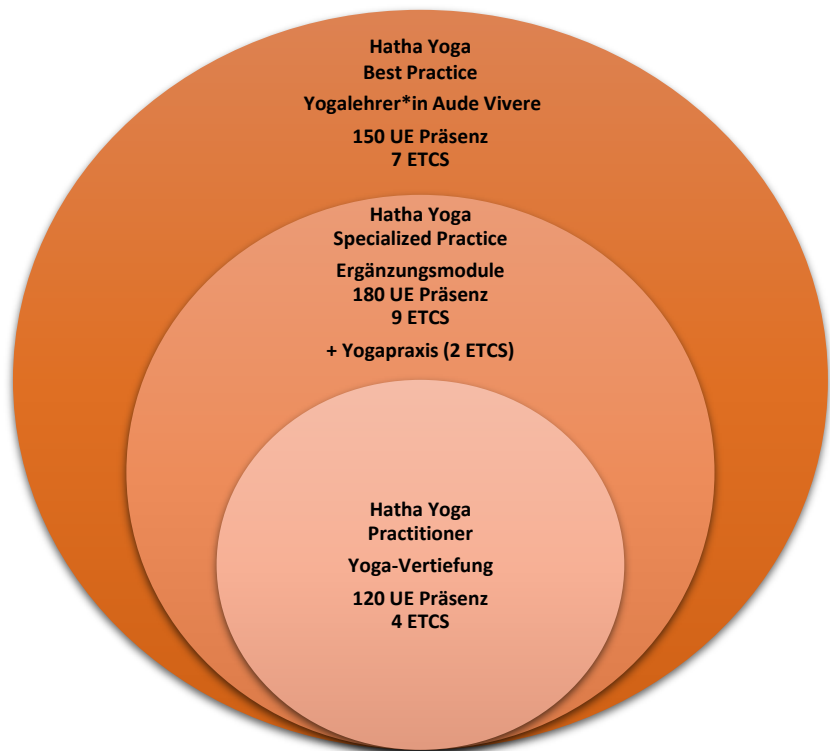 Hatha Yoga
Best Practice
Yogalehrer*in Aude Vivere
150 UE Präsenz
7 ETCS
Hatha Yoga
Specialized Practice
Ergänzungsmodule
180 UE Präsenz
9 ETCS
+ Yogapraxis (2 ETCS)
Hatha Yoga
Practitioner
Yoga-Vertiefung
120 UE Präsenz
4 ETCS